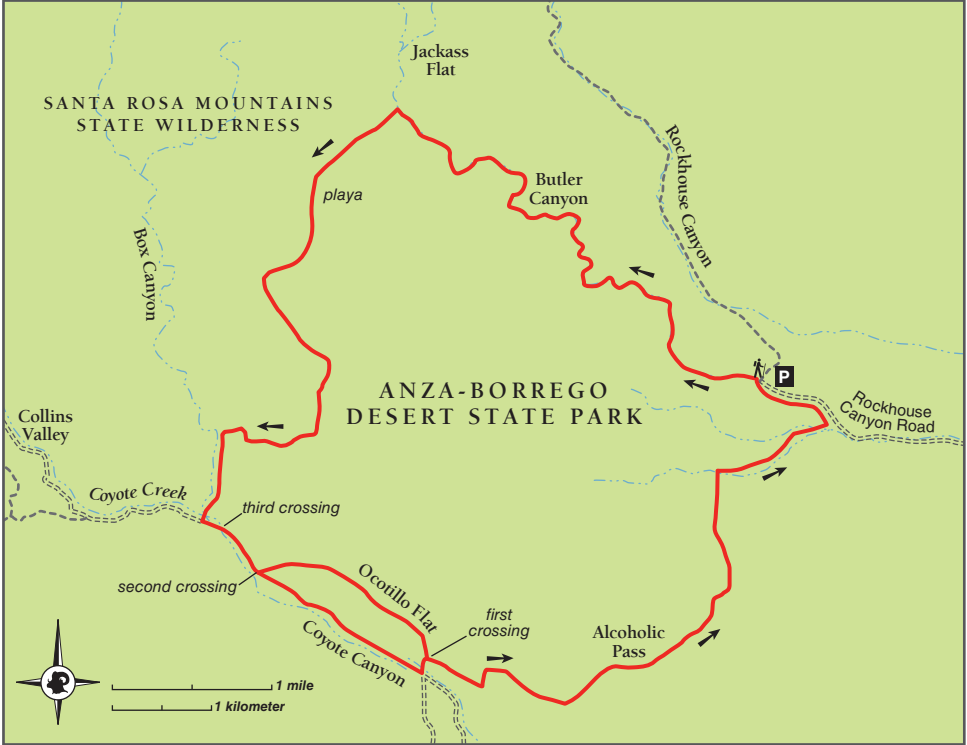 Jackass
Flat
SANTA ROSA MOUNTAINS
STATE WILDERNESS
Rockhouse Canyon
playa
Butler
Canyon
Box Canyon
P
ANZA-BORREGO
DESERT STATE PARK
Rockhouse
Canyon Road
Collins
Valley
Coyote Creek
third crossing
second crossing
Ocotillo Flat
first
crossing
Coyote Canyon
Alcoholic
Pass
1 mile
1 kilometer